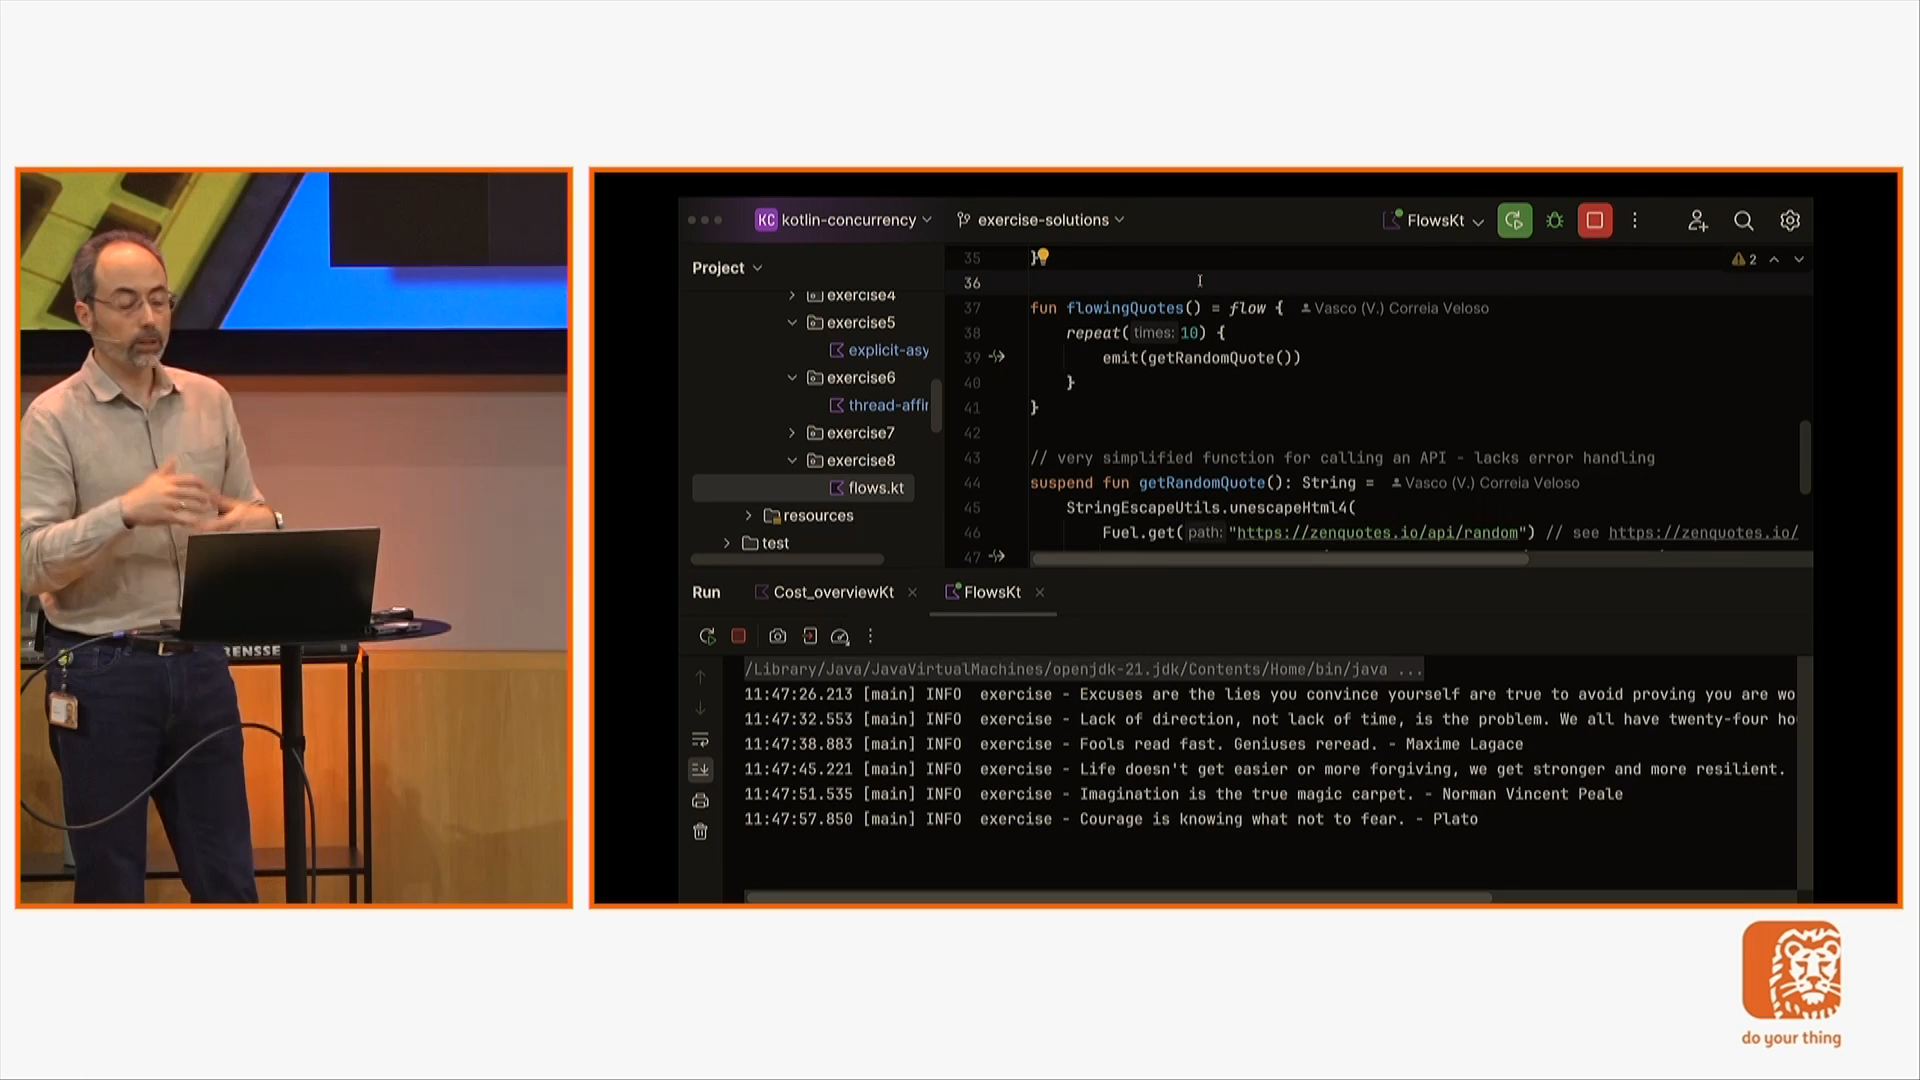 KC kotlin-concurrency
exercise-solutions
FlowsKt
Project
exercise4
exercise5
explicit-asy
exercise6
thread-affir
exercise7
exercise8
flows.kt
resources
test
35 }
2
36
37 fun flowingQuotes() = flow { Vasco (V.) Correia Veloso
38 repeat( times: 10) {
39 emit(getRandomQuote())
40 }
41 }
42
43 // very simplified function for calling an API - lacks error handling
44 suspend fun getRandomQuote(): String = Vasco (V.) Correia Veloso
45 StringEscapeUtils.unescapeHtml4(
46 Fuel.get( path: "https://zenquotes.io/api/random") // see https://zenquotes.io/
47
Run
Cost_overviewKt
FlowsKt
/Library/Java/JavaVirtualMachines/openjdk-21.jdk/Contents/Home/bin/java ...
11:47:26.213 [main] INFO exercise - Excuses are the lies you convince yourself are true to avoid proving you are wo
11:47:32.553 [main] INFO exercise - Lack of direction, not lack of time, is the problem. We all have twenty-four ho
11:47:38.883 [main] INFO exercise - Fools read fast. Geniuses reread. - Maxime Lagace
11:47:45.221 [main] INFO exercise - Life doesn't get easier or more forgiving, we get stronger and more resilient.
11:47:51.535 [main] INFO exercise - Imagination is the true magic carpet. - Norman Vincent Peale
11:47:57.850 [main] INFO exercise - Courage is knowing what not to fear. - Plato
do your thing